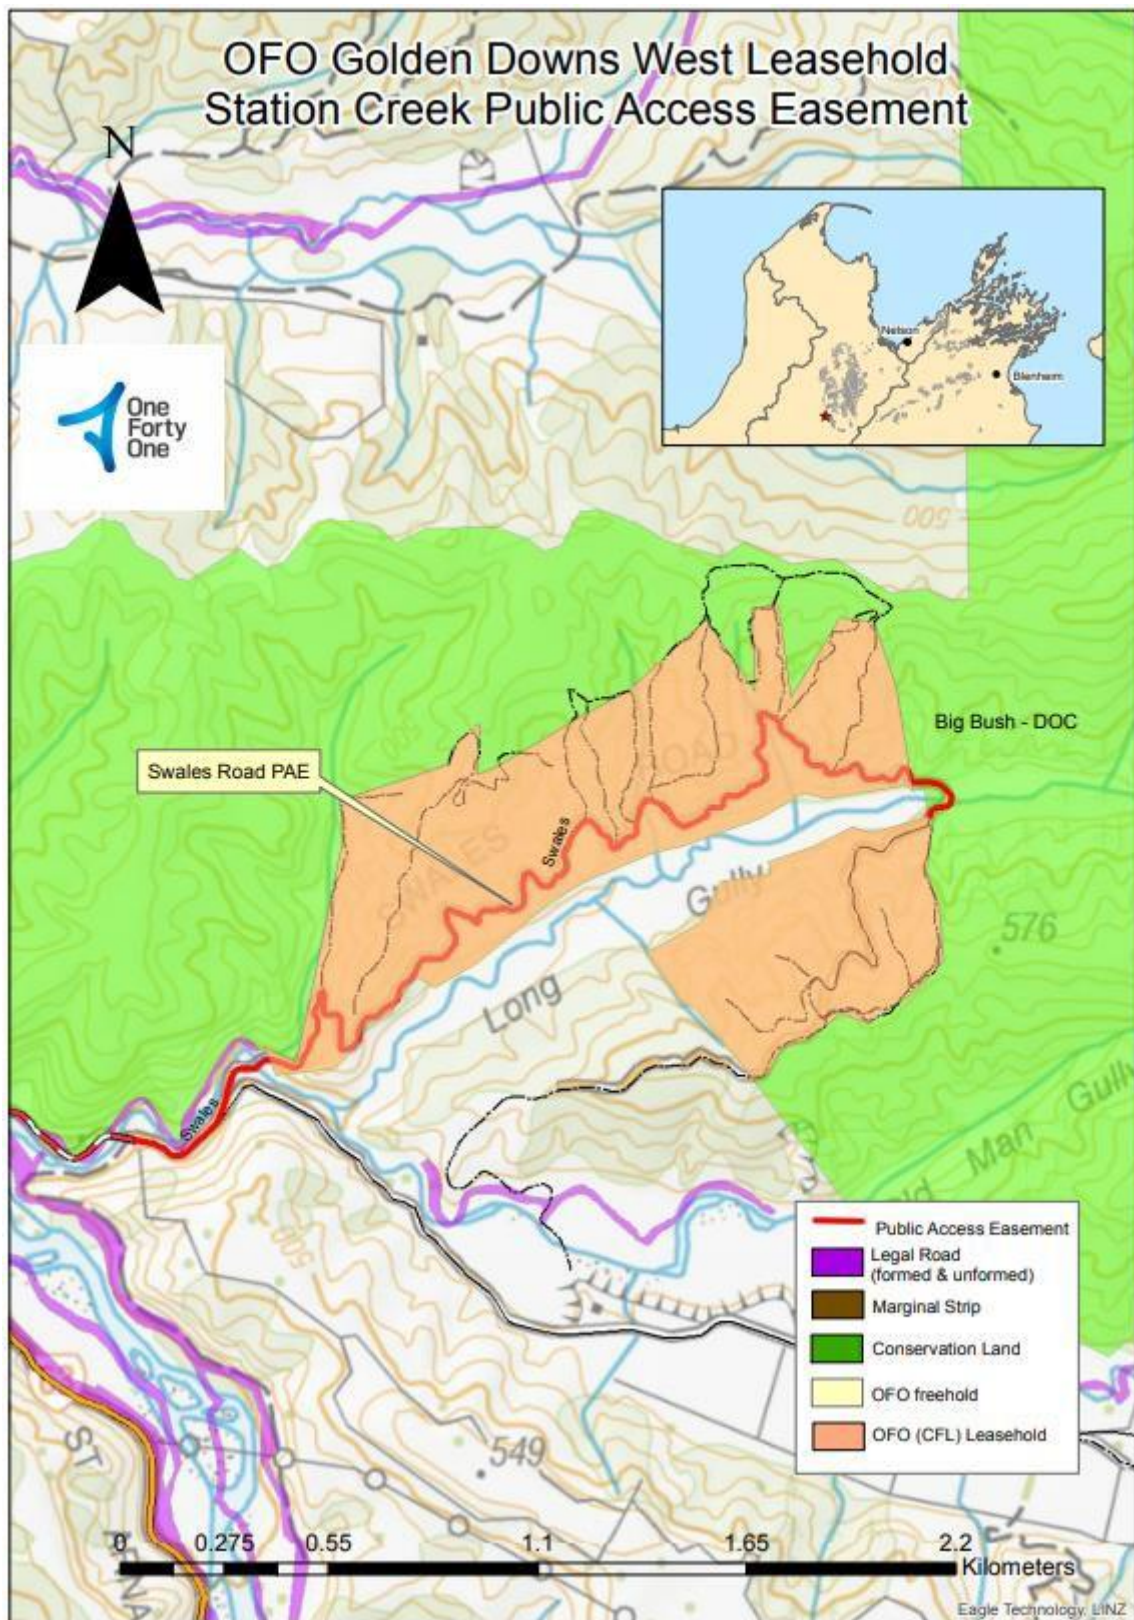 OFO Golden Downs West Leasehold
Station Creek Public Access Easement
N
Nelson
Blenheim
One
Forty
One
500
Big Bush - DOC
Swales Road PAE
ROAD
Swales
SWALES
Gully
576
Long
Gully
Man
Swales
500
Public Access Easement
Legal Road
(formed & unformed)
Marginal Strip
Conservation Land
OFO freehold
OFO (CFL) Leasehold
ST
549
0 0.275 0.55 1.1 1.65 2.2
Kilometers
Eagle Technology, LINZ